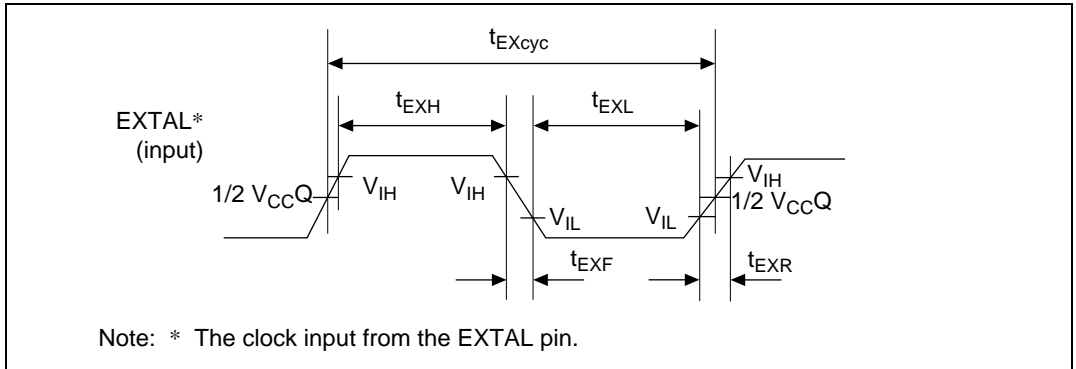 tEXcyc
tEXH
tEXL
EXTAL*
(input)
1/2 VCCQ
VIH
VIH
VIL
VIL
VIH
1/2 VCCQ
tEXF
tEXR
Note: * The clock input from the EXTAL pin.